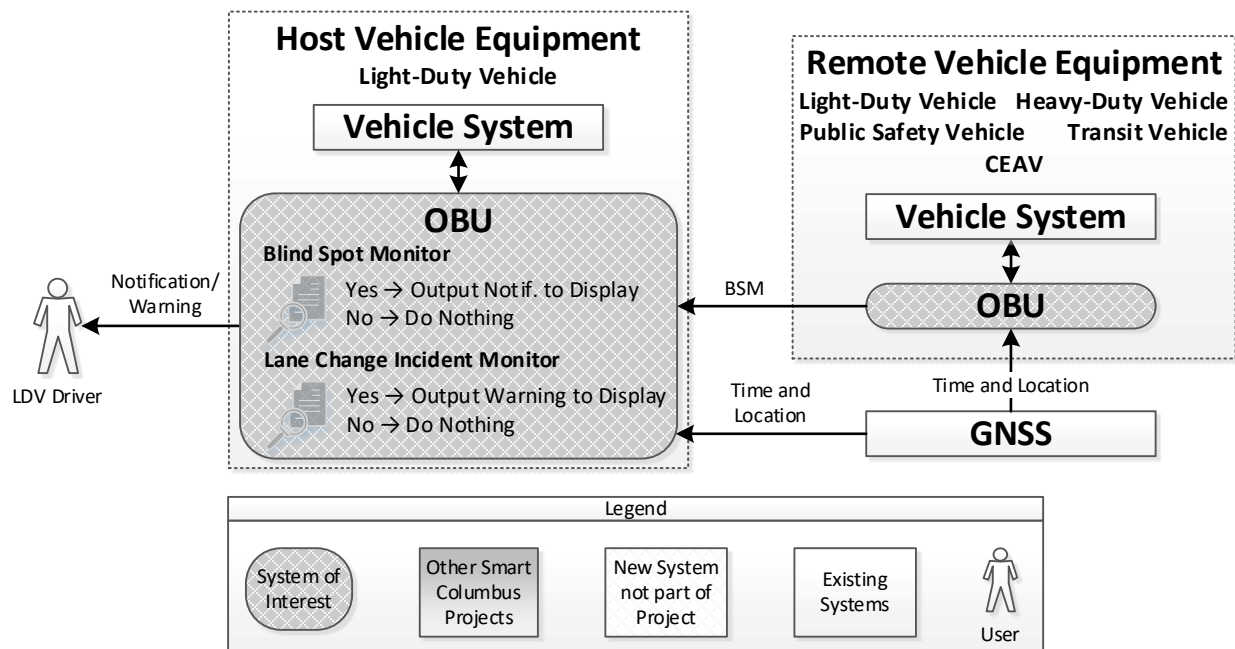 Host Vehicle Equipment
Light-Duty Vehicle
Vehicle System
OBU
Blind Spot Monitor
Yes → Output Notif. to Display
No → Do Nothing
Lane Change Incident Monitor
Yes → Output Warning to Display
No → Do Nothing
Notification/
Warning
LDV Driver
Remote Vehicle Equipment
Light-Duty Vehicle Heavy-Duty Vehicle
Public Safety Vehicle Transit Vehicle
CEAV
Vehicle System
OBU
BSM
Time and Location
Time and
Location
GNSS
Legend
System of
Interest
Other Smart
Columbus
Projects
New System
not part of
Project
Existing
Systems
User